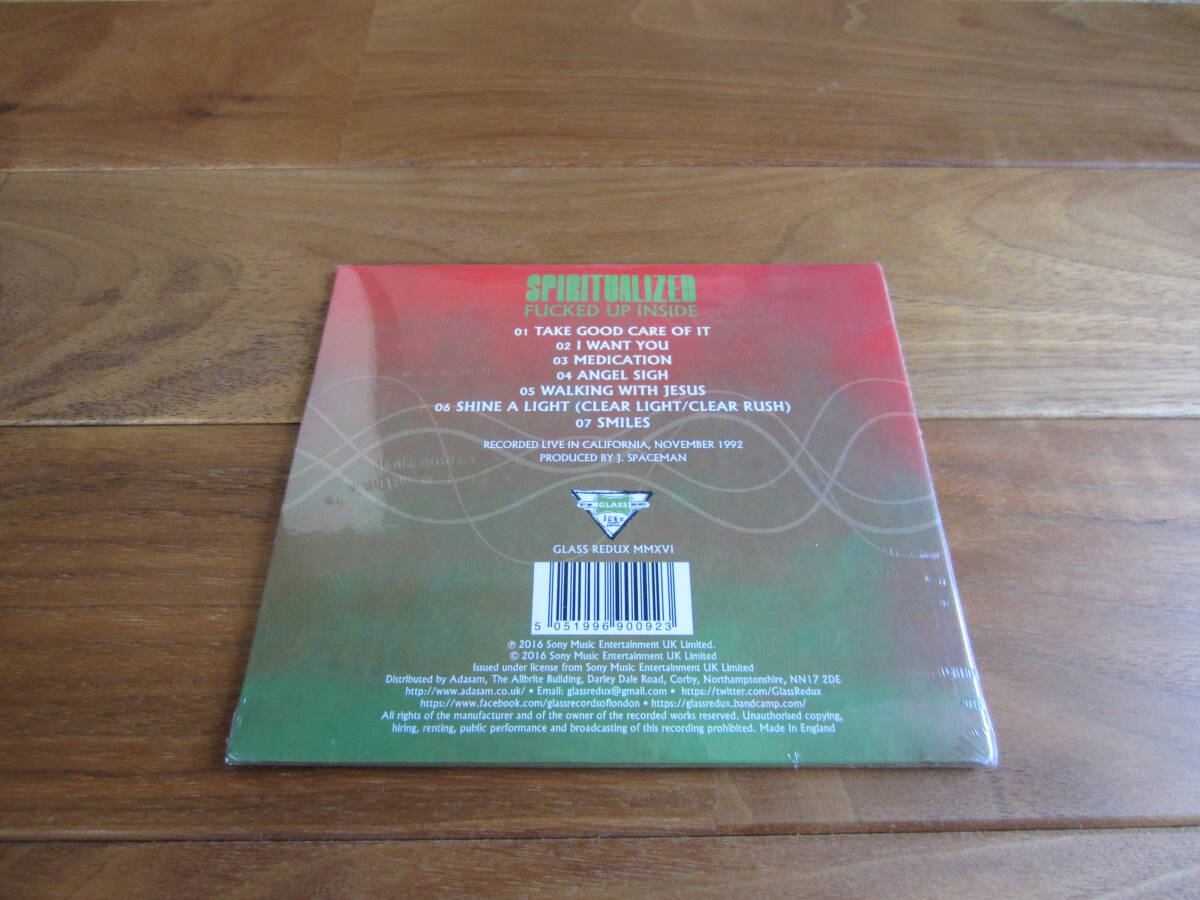 SPIRITUALIZED
FUCKED UP INSIDE
01 TAKE GOOD CARE OF IT
02 I WANT YOU
03 MEDICATION
04 ANGEL SIGH
05 WALKING WITH JESUS
06 SHINE A LIGHT (CLEAR LIGHT/CLEAR RUSH)
07 SMILES
RECORDED LIVE IN CALIFORNIA, NOVEMBER 1992
PRODUCED BY J. SPACEMAN
GLASS
GLASS REDUX MMXVI
5 051996 900923
℗ 2016 Sony Music Entertainment UK Limited.
© 2016 Sony Music Entertainment UK Limited
Issued under license from Sony Music Entertainment UK Limited
Distributed by Adasam, The Allbrite Building, Darley Dale Road, Corby, Northamptonshire, NN17 2DE
http://www.adasam.co.uk/ • Email: glassredux@gmail.com • https://twitter.com/GlassRedux
https://www.facebook.com/glassrecordsoflondon • https://glassredux.bandcamp.com/
All rights of the manufacturer and of the owner of the recorded works reserved. Unauthorised copying,
hiring, renting, public performance and broadcasting of this recording prohibited. Made In England